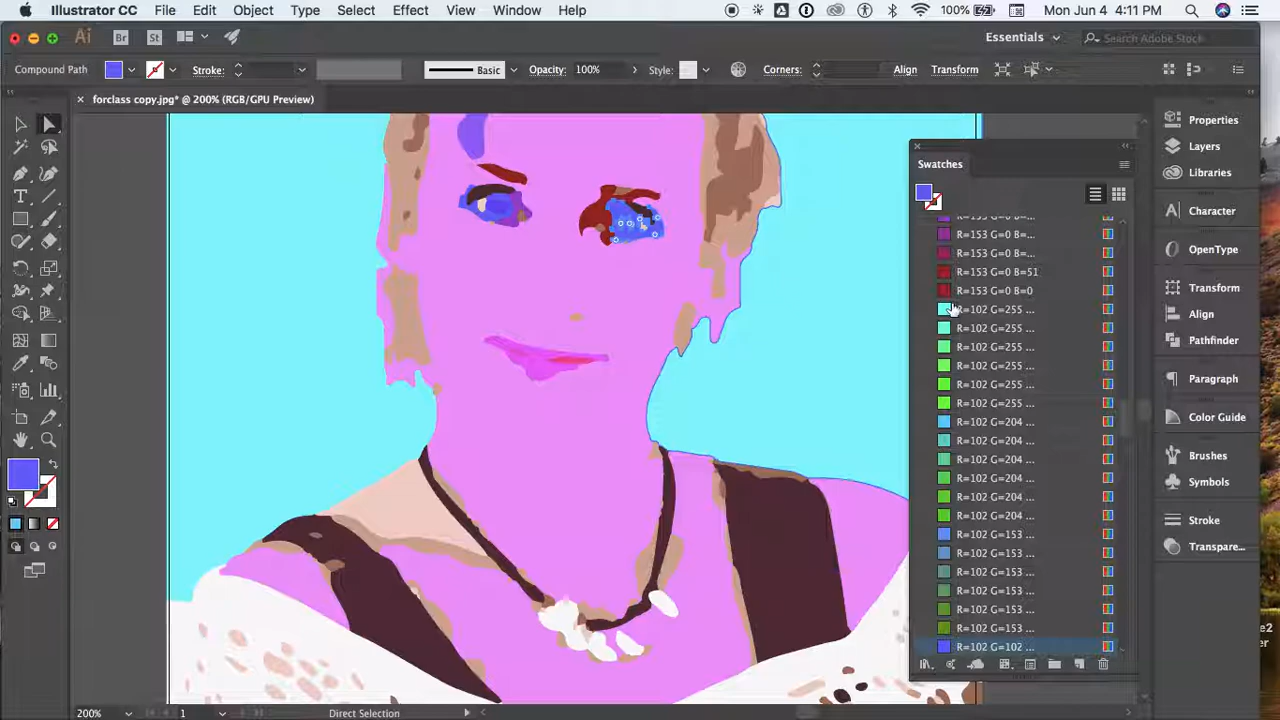 Illustrator CC File Edit Object Type Select Effect View Window Help 100% Mon Jun 4 4:11 PM
Ai Br St Essentials Search Adobe Stock
Compound Path Stroke: Basic Opacity: 100% Style: Corners: Align Transform
forclass copy.jpg* @ 200% (RGB/GPU Preview)
Properties
Layers
Libraries
Character
OpenType
Transform
Align
Pathfinder
Paragraph
Color Guide
Brushes
Symbols
Stroke
Transpare...
Swatches
R=153 G=0 B=...
R=153 G=0 B=...
R=153 G=0 B=51
R=153 G=0 B=0
R=102 G=255 ...
R=102 G=255 ...
R=102 G=255 ...
R=102 G=255 ...
R=102 G=255 ...
R=102 G=255 ...
R=102 G=204 ...
R=102 G=204 ...
R=102 G=204 ...
R=102 G=204 ...
R=102 G=204 ...
R=102 G=204 ...
R=102 G=153 ...
R=102 G=153 ...
R=102 G=153 ...
R=102 G=153 ...
R=102 G=153 ...
R=102 G=153 ...
R=102 G=102 ...
200% 1 Direct Selection